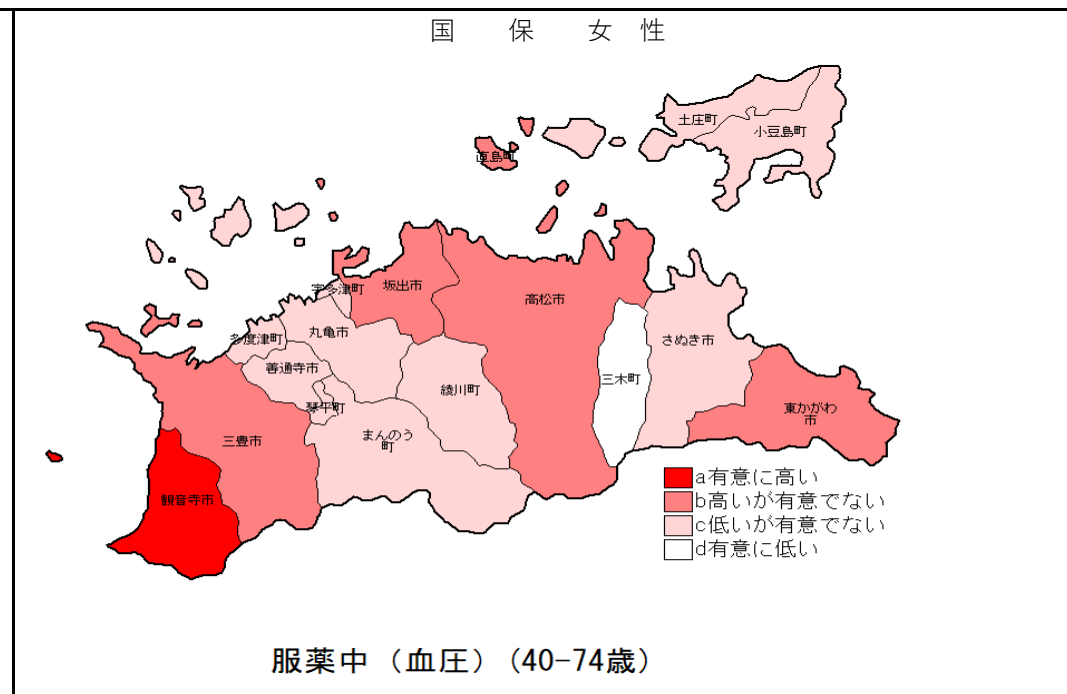 国 保 女 性
土庄町
小豆島町
直島町
坂出市
宇多津町
高松市
丸亀市
多度津町
さぬき市
善通寺市
三木町
綾川町
琴平町
東かがわ
市
まんのう
町
三豊市
観音寺市
a有意に高い
b高いが有意でない
c低いが有意でない
d有意に低い
服薬中（血圧）(40-74歳)